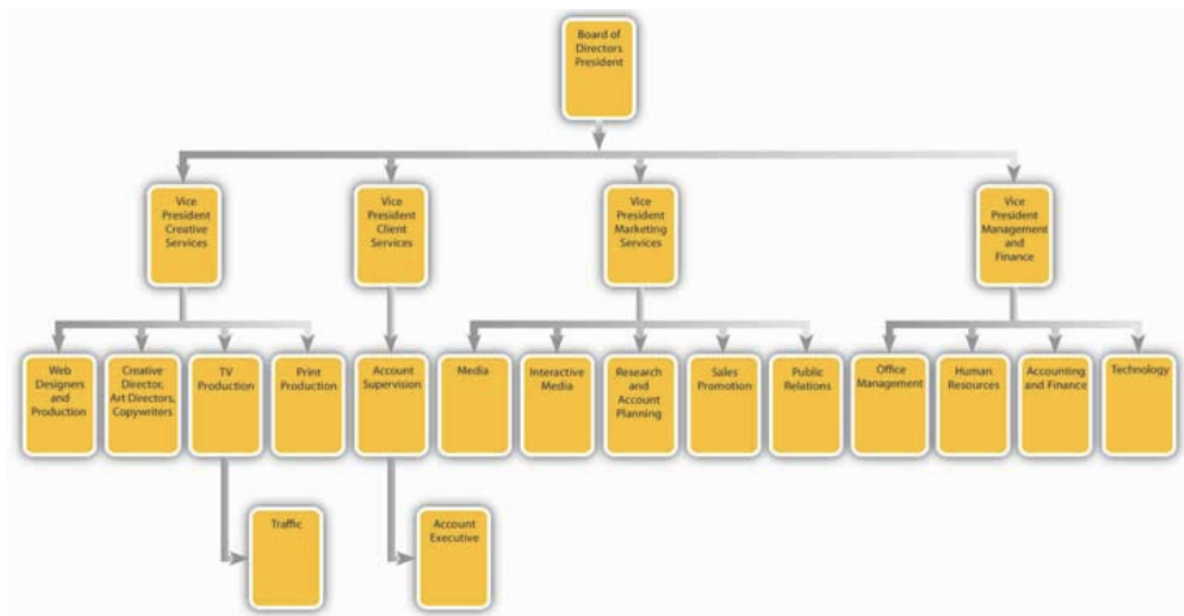 Board of
Directors
President
Vice
President
Creative
Services
Vice
President
Client
Services
Vice
President
Marketing
Services
Vice
President
Management
and
Finance
Web
Designers
and
Production
Creative
Director,
Art Directors,
Copywriters
TV
Production
Print
Production
Account
Supervision
Media
Interactive
Media
Research
and
Account
Planning
Sales
Promotion
Public
Relations
Office
Management
Human
Resources
Accounting
and Finance
Technology
Traffic
Account
Executive